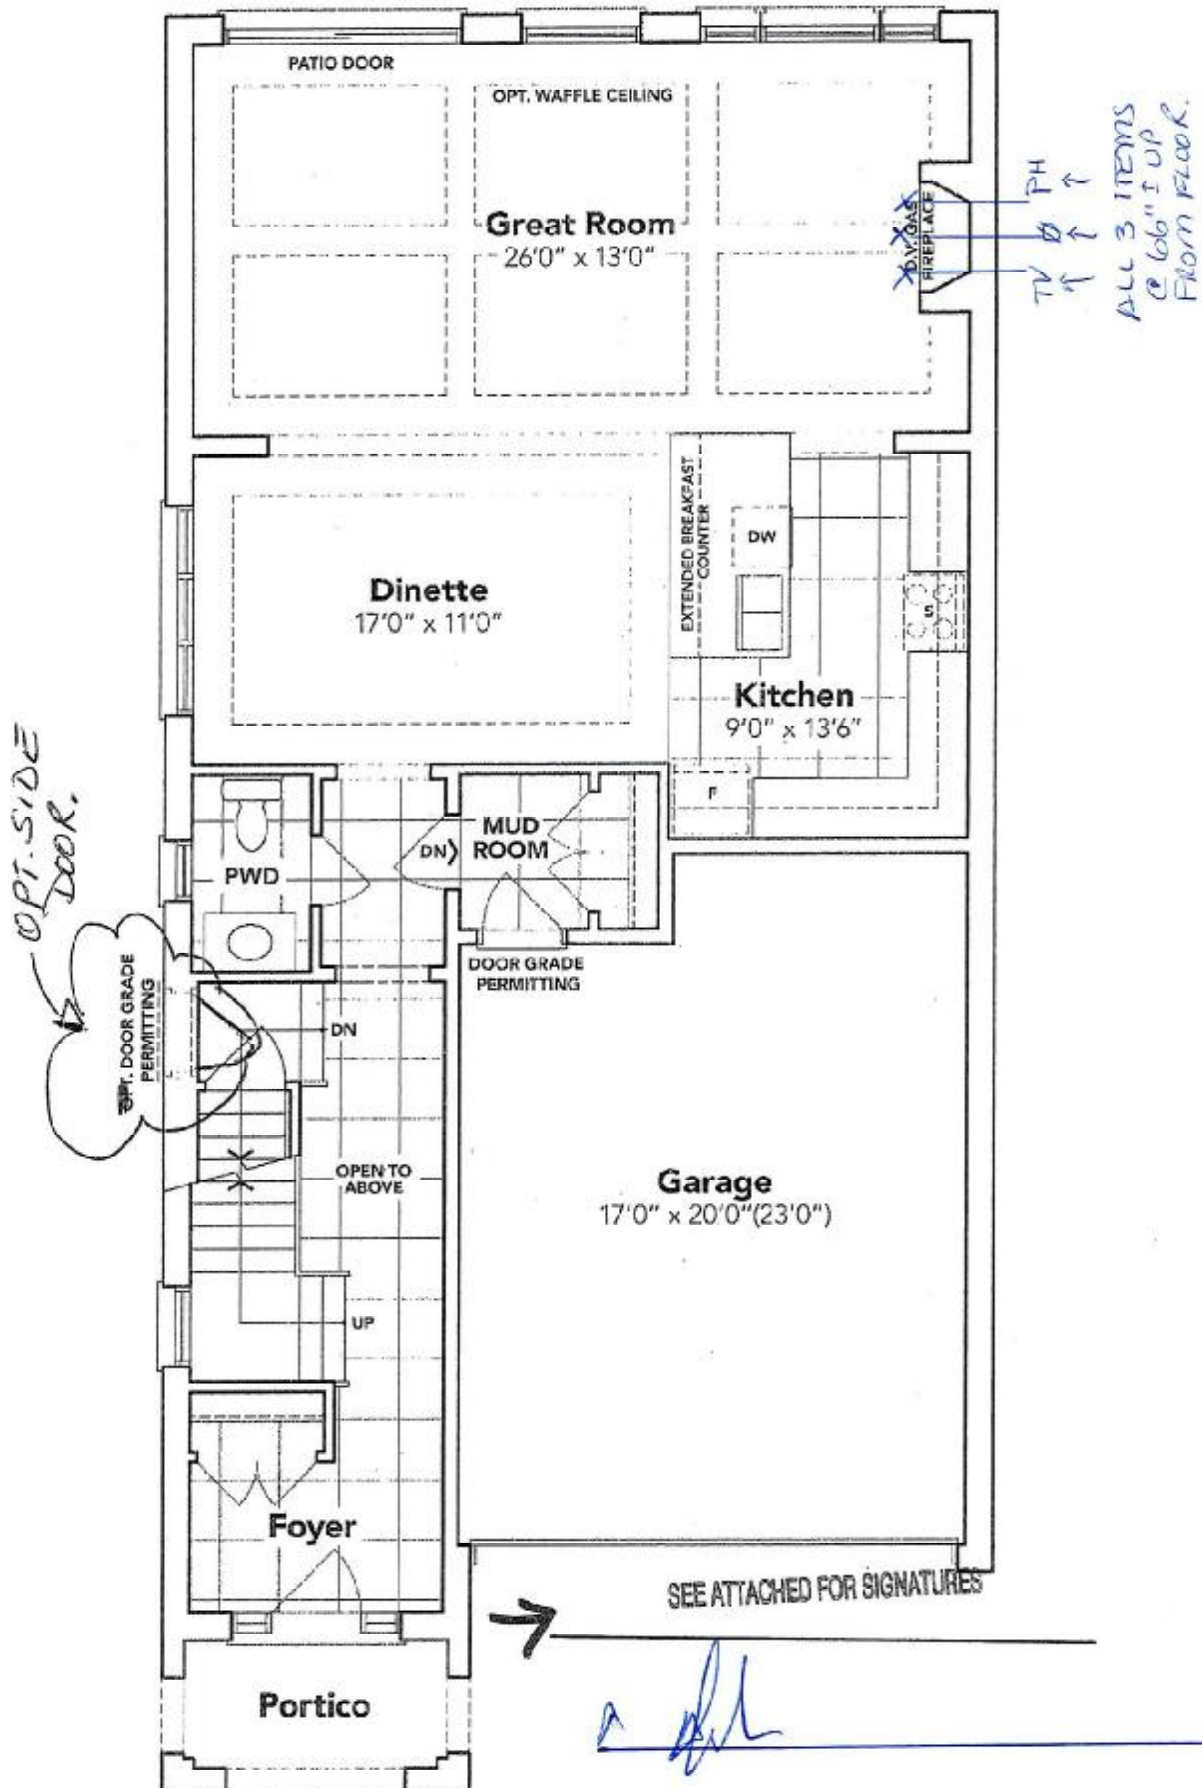 PATIO DOOR
OPT. WAFFLE CEILING
Great Room
26'0" x 13'0"
D.V. GAS
FIREPLACE
PH
Ø
TV
ALL 3 ITEMS
@ 66" ± UP
FROM FLOOR.
EXTENDED BREAKFAST
COUNTER
DW
Dinette
17'0" x 11'0"
S
Kitchen
9'0" x 13'6"
F
OPT. SIDE
DOOR.
MUD
ROOM
DN
PWD
DOOR GRADE
PERMITTING
OPT. DOOR GRADE
PERMITTING
DN
OPEN TO
ABOVE
Garage
17'0" x 20'0"(23'0")
UP
Foyer
SEE ATTACHED FOR SIGNATURES
Portico